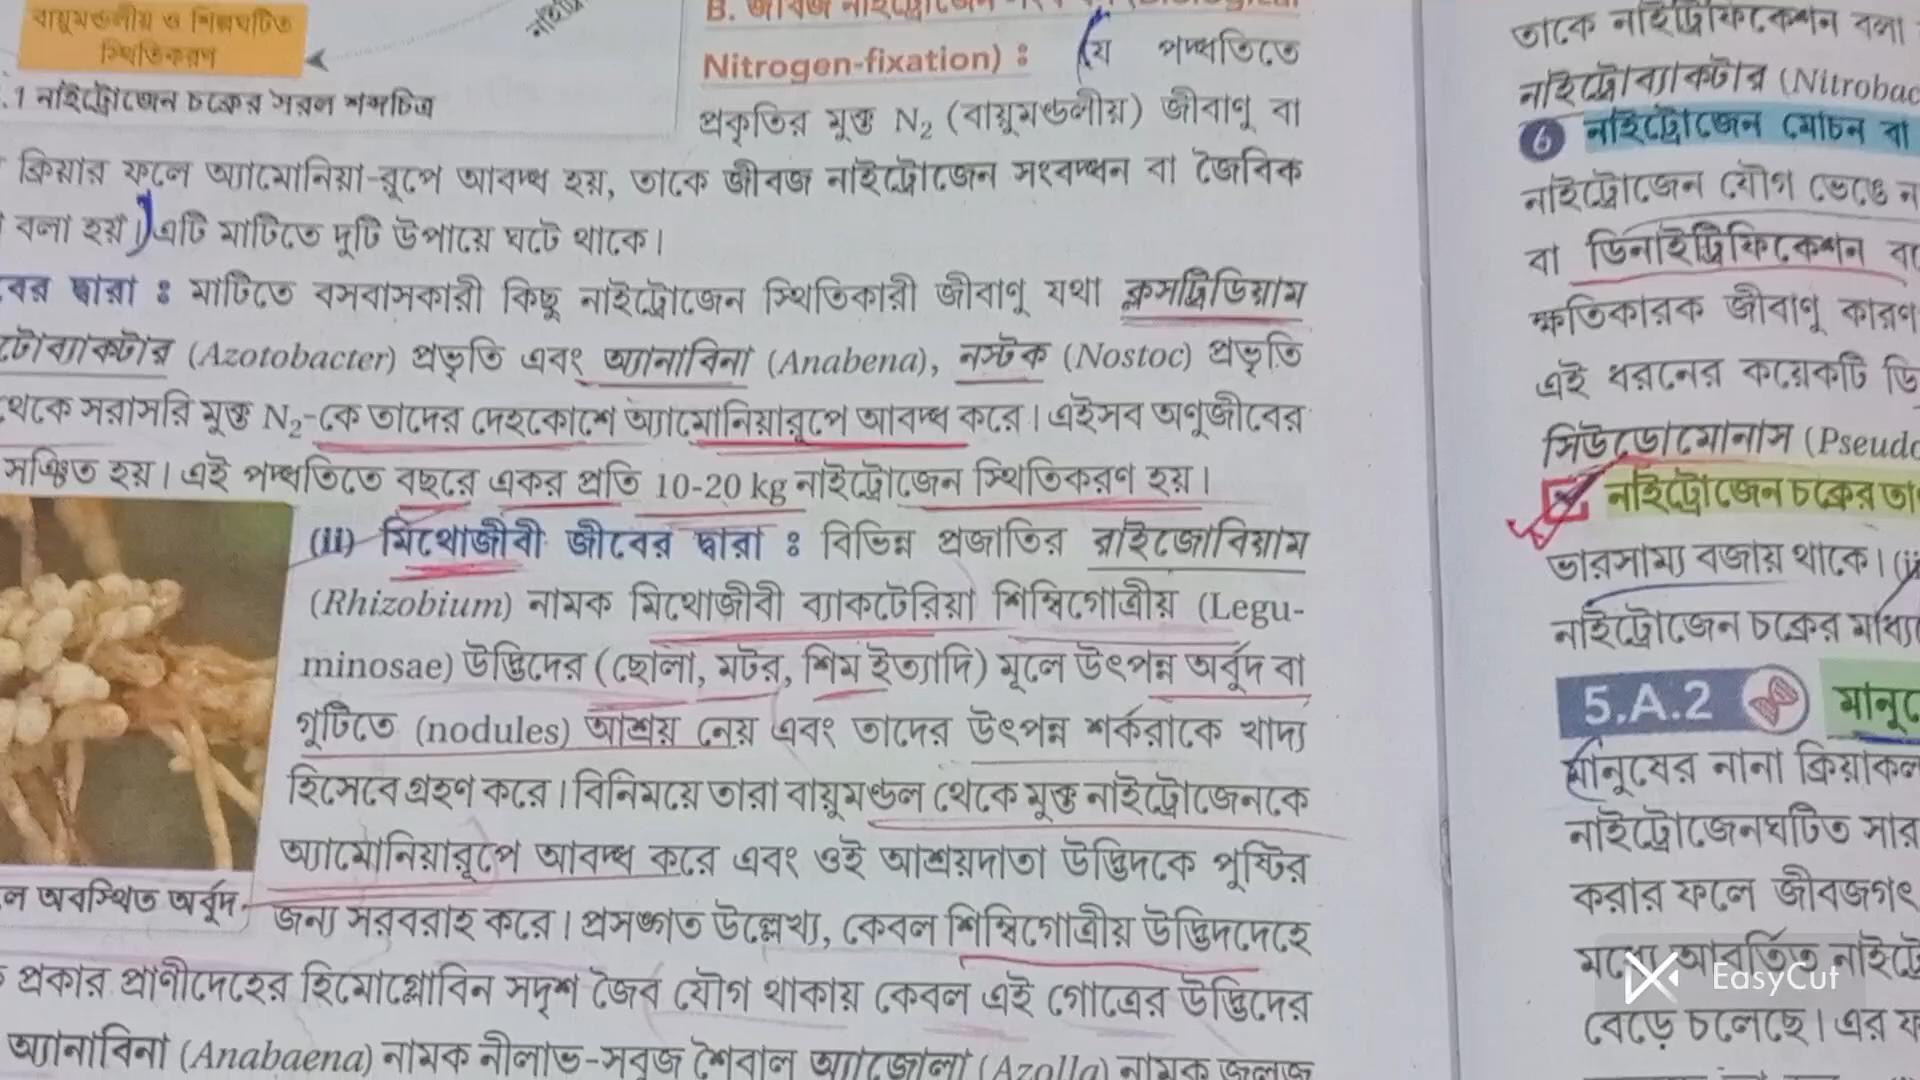 বায়ুমণ্ডলীয় ও শিল্পঘটিত
স্থিতিকরণ
.1 নাইট্রোজেন চক্রের সরল শব্দচিত্র
B. জীবজ নাইট্রোজেন
Nitrogen-fixation) : যে পদ্ধতিতে
প্রকৃতির মুক্ত N₂ (বায়ুমণ্ডলীয়) জীবাণু বা
ক্রিয়ার ফলে অ্যামোনিয়া-রূপে আবদ্ধ হয়, তাকে জীবজ নাইট্রোজেন সংবন্ধন বা জৈবিক
বলা হয়। এটি মাটিতে দুটি উপায়ে ঘটে থাকে।
বের দ্বারা : মাটিতে বসবাসকারী কিছু নাইট্রোজেন স্থিতিকারী জীবাণু যথা ক্লসট্রিডিয়াম
টোব্যাকটার (Azotobacter) প্রভৃতি এবং অ্যানাবিনা (Anabena), নস্টক (Nostoc) প্রভৃতি
থেকে সরাসরি মুক্ত N₂-কে তাদের দেহকোশে অ্যামোনিয়ারূপে আবদ্ধ করে। এইসব অণুজীবের
সঞ্চিত হয়। এই পদ্ধতিতে বছরে একর প্রতি 10-20 kg নাইট্রোজেন স্থিতিকরণ হয়।
(ii) মিথোজীবী জীবের দ্বারা : বিভিন্ন প্রজাতির রাইজোবিয়াম
(Rhizobium) নামক মিথোজীবী ব্যাকটেরিয়া শিম্বিগোত্রীয় (Legu-
minosae) উদ্ভিদের (ছোলা, মটর, শিম ইত্যাদি) মূলে উৎপন্ন অর্বুদ বা
গুটিতে (nodules) আশ্রয় নেয় এবং তাদের উৎপন্ন শর্করাকে খাদ্য
হিসেবে গ্রহণ করে। বিনিময়ে তারা বায়ুমণ্ডল থেকে মুক্ত নাইট্রোজেনকে
অ্যামোনিয়ারূপে আবদ্ধ করে এবং ওই আশ্রয়দাতা উদ্ভিদকে পুষ্টির
ল অবস্থিত অর্বুদ
জন্য সরবরাহ করে। প্রসঙ্গত উল্লেখ্য, কেবল শিম্বিগোত্রীয় উদ্ভিদদেহে
প্রকার প্রাণীদেহের হিমোগ্লোবিন সদৃশ জৈব যৌগ থাকায় কেবল এই গোত্রের উদ্ভিদের
অ্যানাবিনা (Anabaena) নামক নীলাভ-সবুজ শৈবাল অ্যাজোলা (Azolla) নামক জলজ
তাকে নাইট্রিফিকেশন বলা
নাইট্রোব্যাকটার (Nitrobac
6 নাইট্রোজেন মোচন বা
নাইট্রোজেন যৌগ ভেঙে ন
বা ডিনাইট্রিফিকেশন ব
ক্ষতিকারক জীবাণু কারণ
এই ধরনের কয়েকটি ডি
সিউডোমোনাস (Pseudo
নাইট্রোজেন চক্রের তা
ভারসাম্য বজায় থাকে। (ii
নাইট্রোজেন চক্রের মাধ্য
5.A.2 মানুে
মানুষের নানা ক্রিয়াকল
নাইট্রোজেনঘটিত সার
করার ফলে জীবজগৎ
মধ্যে আবর্তিত নাইট্রো
বেড়ে চলেছে। এর য
EasyCut